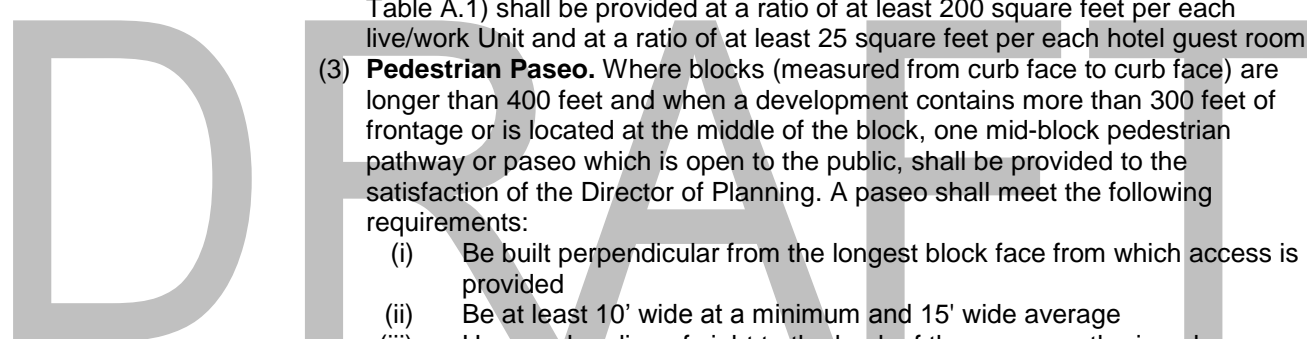 Table A.1) shall be provided at a ratio of at least 200 square feet per each
live/work Unit and at a ratio of at least 25 square feet per each hotel guest room
(3) Pedestrian Paseo. Where blocks (measured from curb face to curb face) are
longer than 400 feet and when a development contains more than 300 feet of
frontage or is located at the middle of the block, one mid-block pedestrian
pathway or paseo which is open to the public, shall be provided to the
satisfaction of the Director of Planning. A paseo shall meet the following
requirements:
(i) Be built perpendicular from the longest block face from which access is
provided
(ii) Be at least 10’ wide at a minimum and 15' wide average
DRAFT